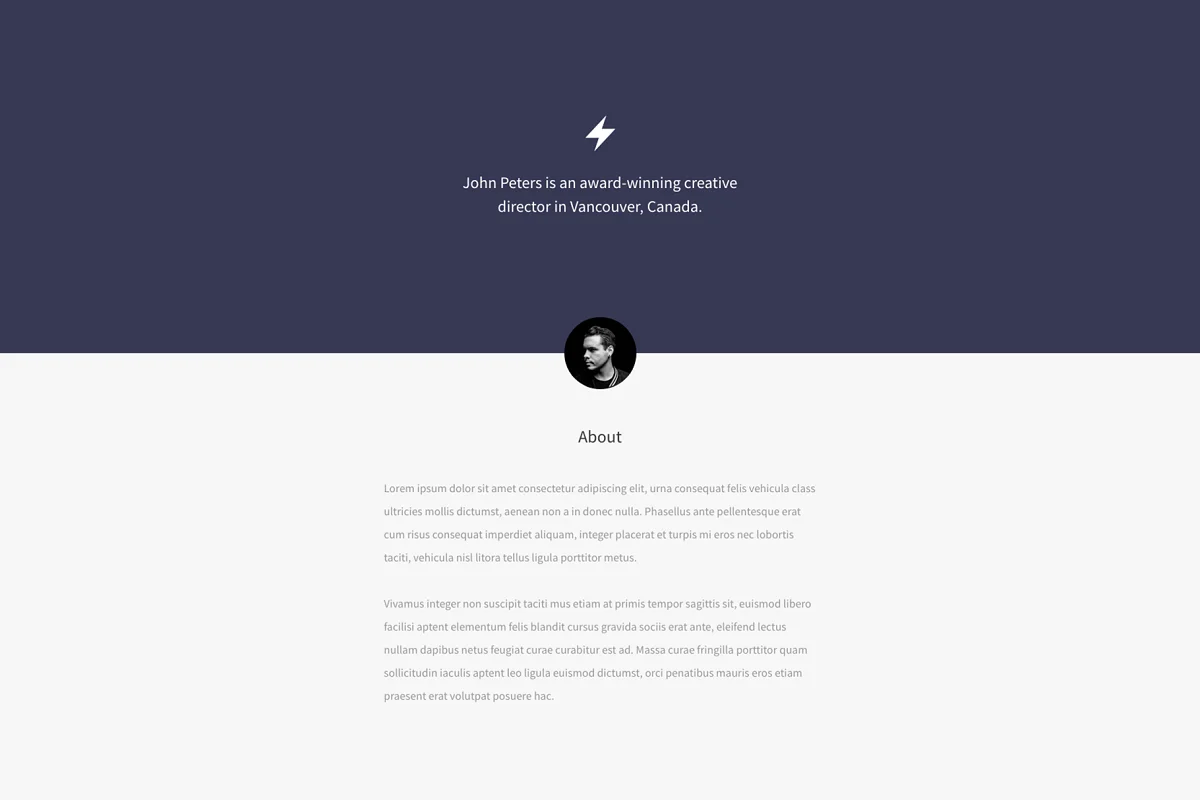 John Peters is an award-winning creative
director in Vancouver, Canada.
About
Lorem ipsum dolor sit amet consectetur adipiscing elit, urna consequat felis vehicula class
ultricies mollis dictumst, aenean non a in donec nulla. Phasellus ante pellentesque erat
cum risus consequat imperdiet aliquam, integer placerat et turpis mi eros nec lobortis
taciti, vehicula nisl litora tellus ligula porttitor metus.
Vivamus integer non suscipit taciti mus etiam at primis tempor sagittis sit, euismod libero
facilisi aptent elementum felis blandit cursus gravida sociis erat ante, eleifend lectus
nullam dapibus netus feugiat curae curabitur est ad. Massa curae fringilla porttitor quam
sollicitudin iaculis aptent leo ligula euismod dictumst, orci penatibus mauris eros etiam
praesent erat volutpat posuere hac.